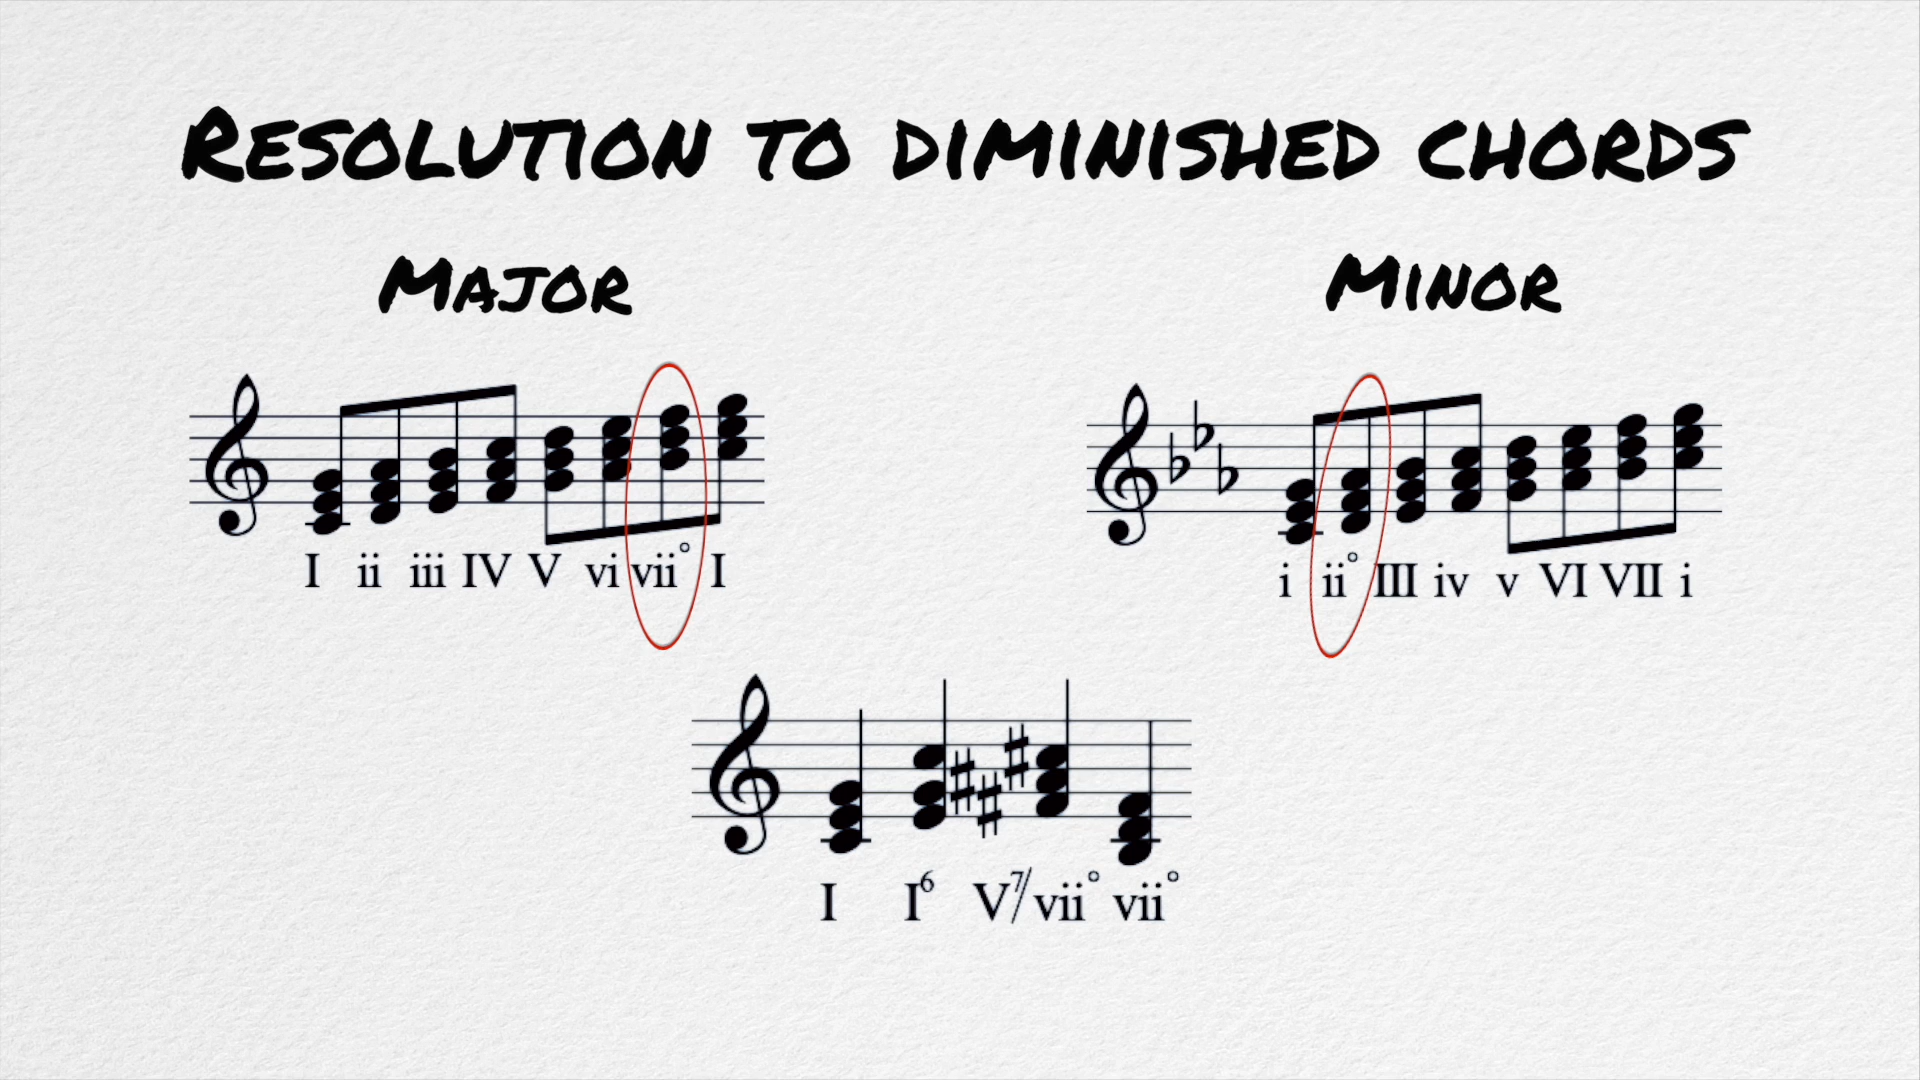 Resolution to diminished chords
Major
Minor
I ii iii IV V vi vii° I
i ii° III iv v VI VII i
I I⁶ V⁷/vii° vii°